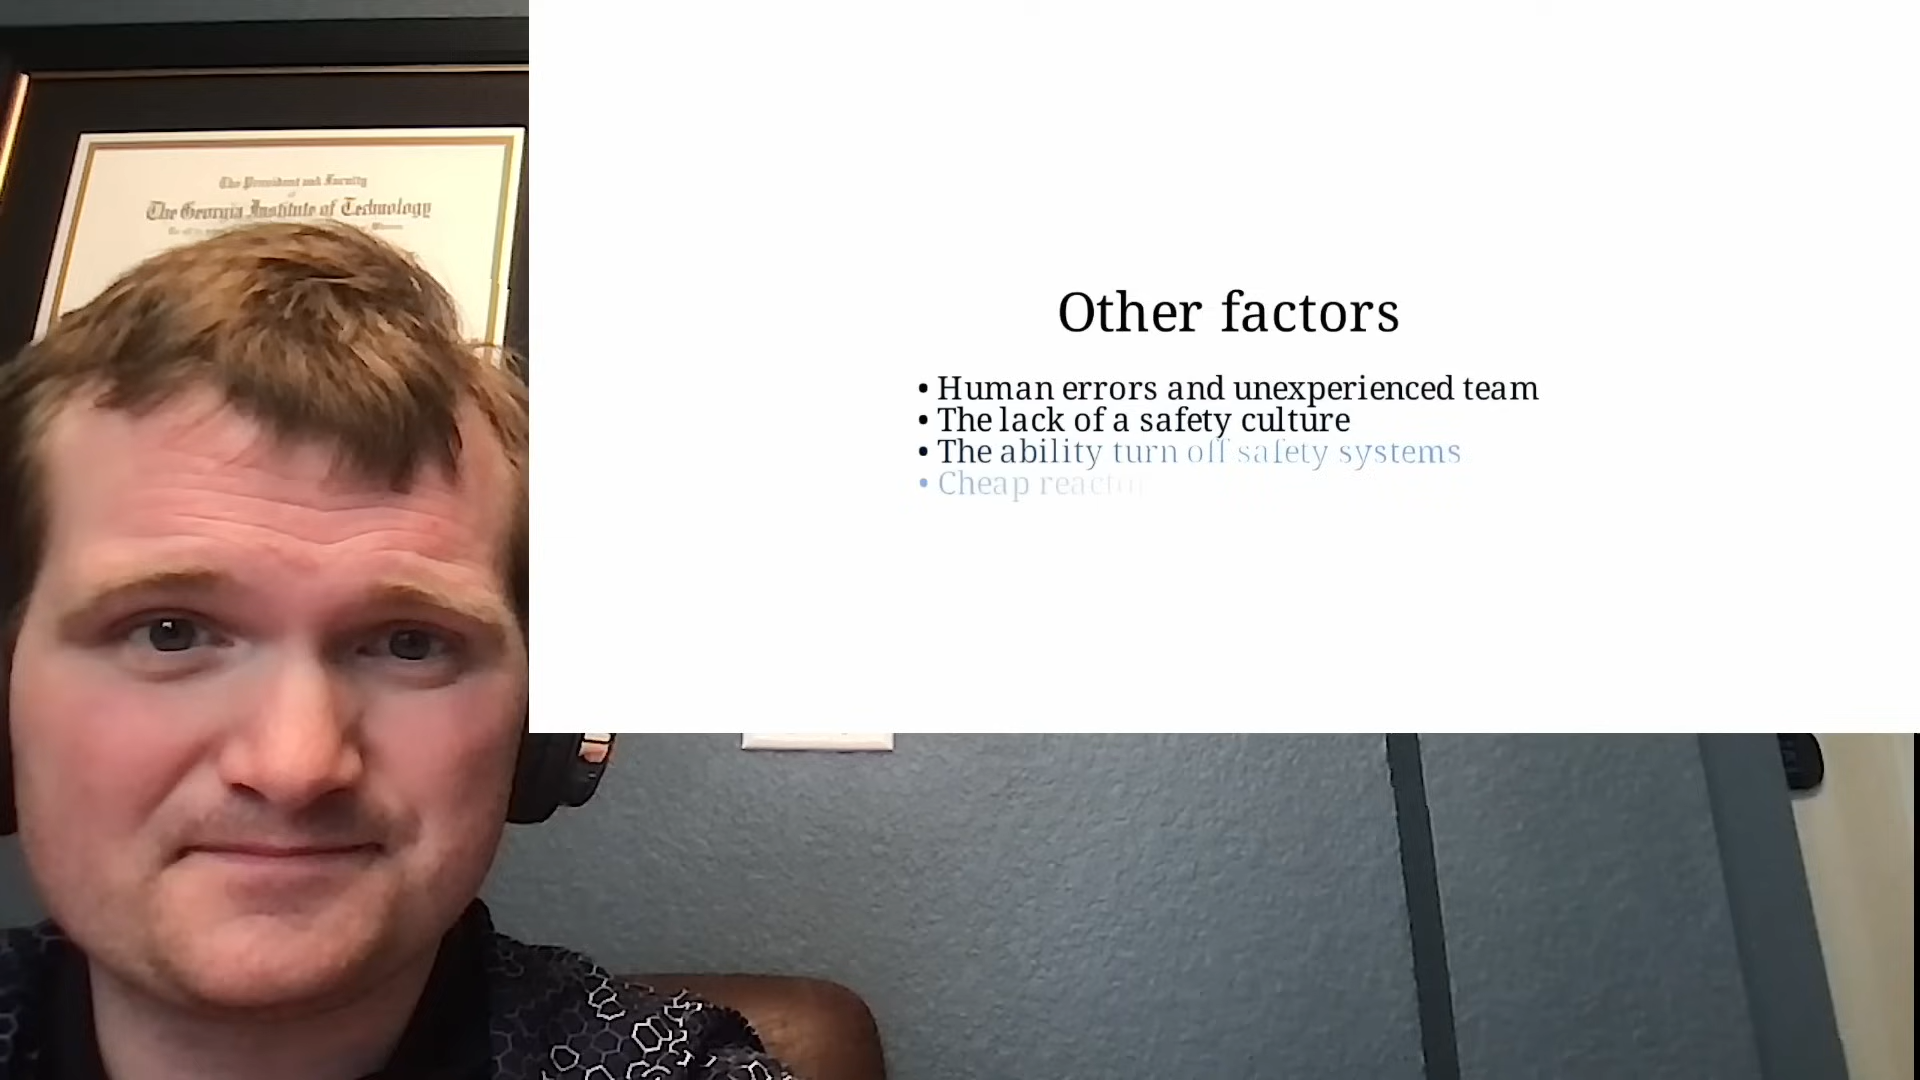 The President and Faculty
of
The Georgia Institute of Technology
Other factors
• Human errors and unexperienced team
• The lack of a safety culture
• The ability turn off safety systems
• Cheap